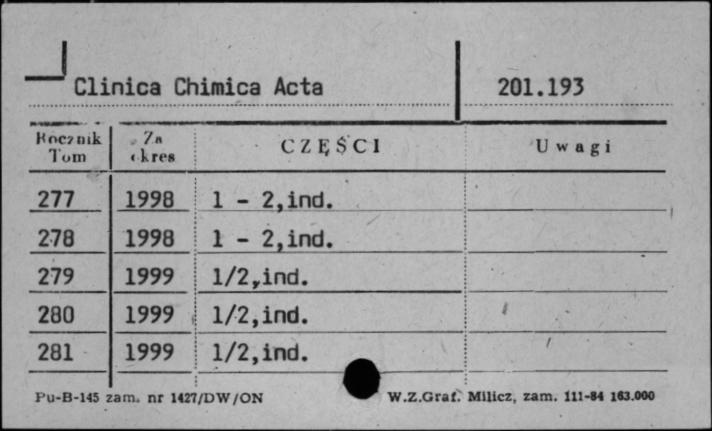 Clinica Chimica Acta 201.193
Rocznik Tom Za okres CZĘŚCI Uwagi
277 1998 1 - 2,ind.
278 1998 1 - 2,ind.
279 1999 1/2,ind.
280 1999 1/2,ind.
281 1999 1/2,ind.
Pu-B-145 zam. nr 1427/DW/ON W.Z.Graf. Milicz, zam. 111-84 163.000